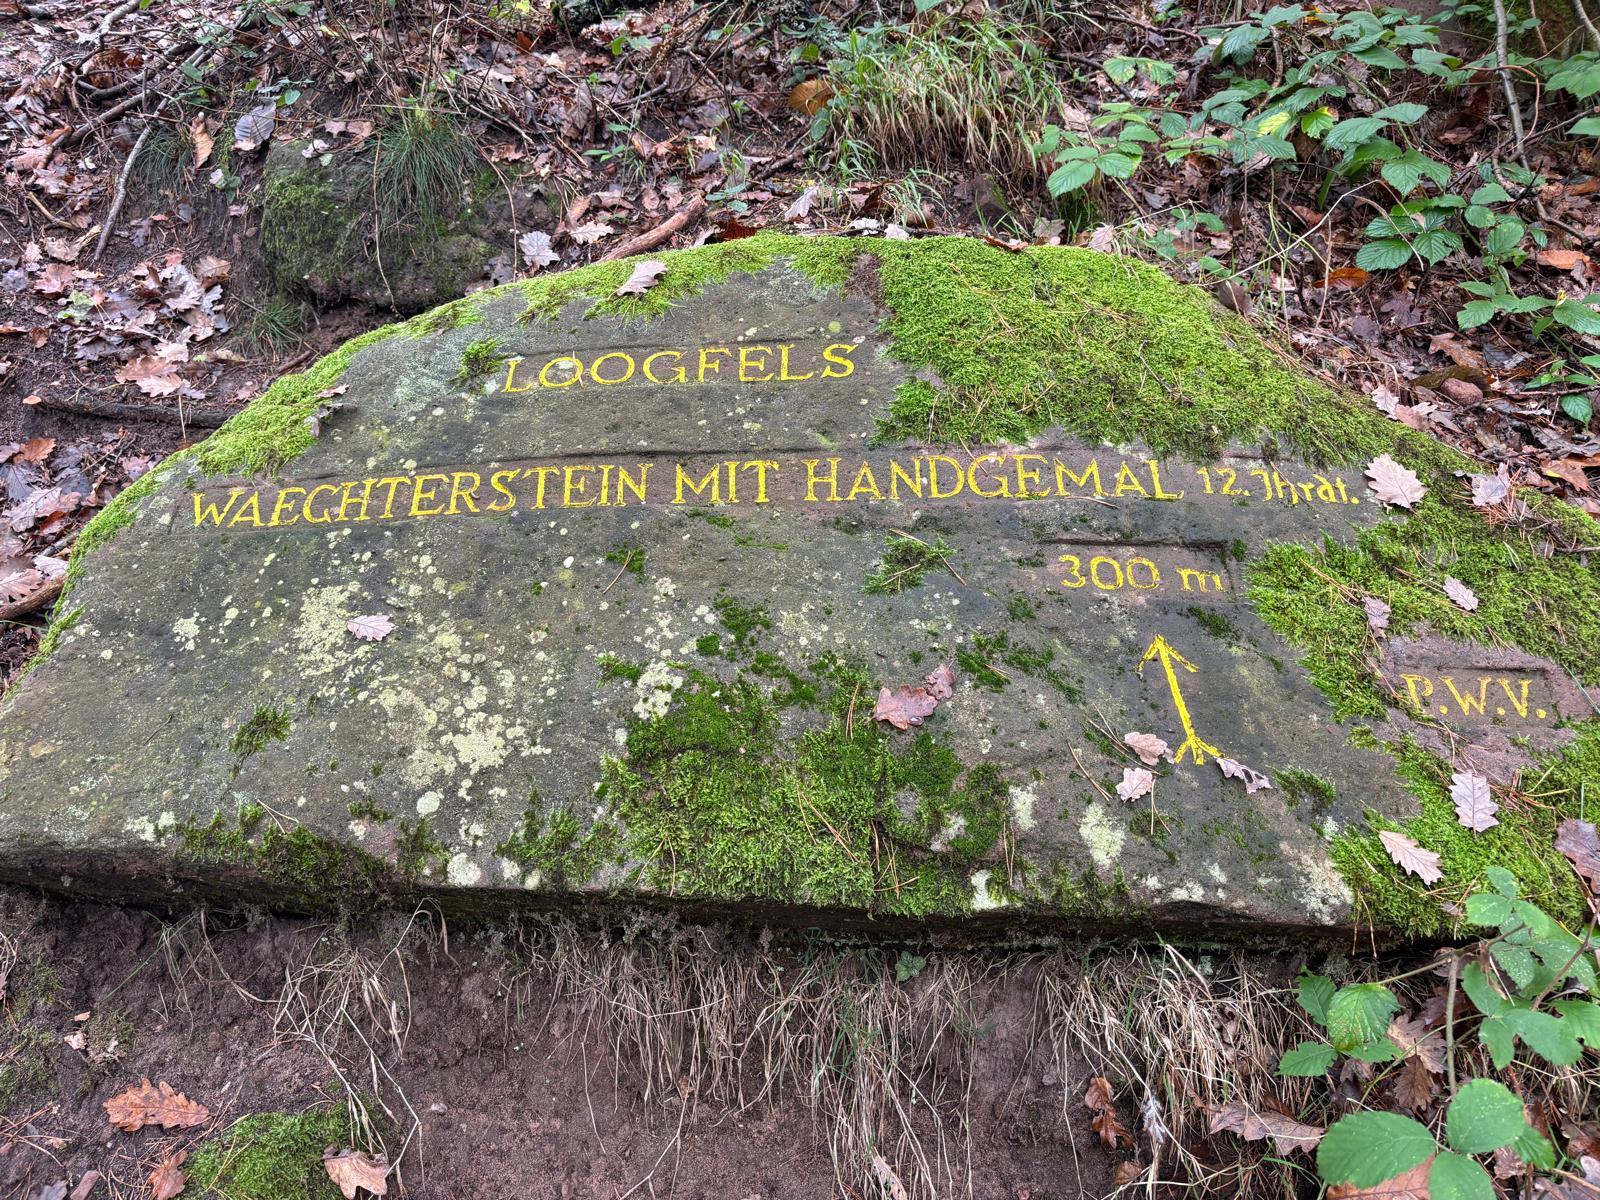 LOOGFELS
WAECHTERSTEIN MIT HANDGEMAL 12. Jhrdt.
300 m
P.W.V.